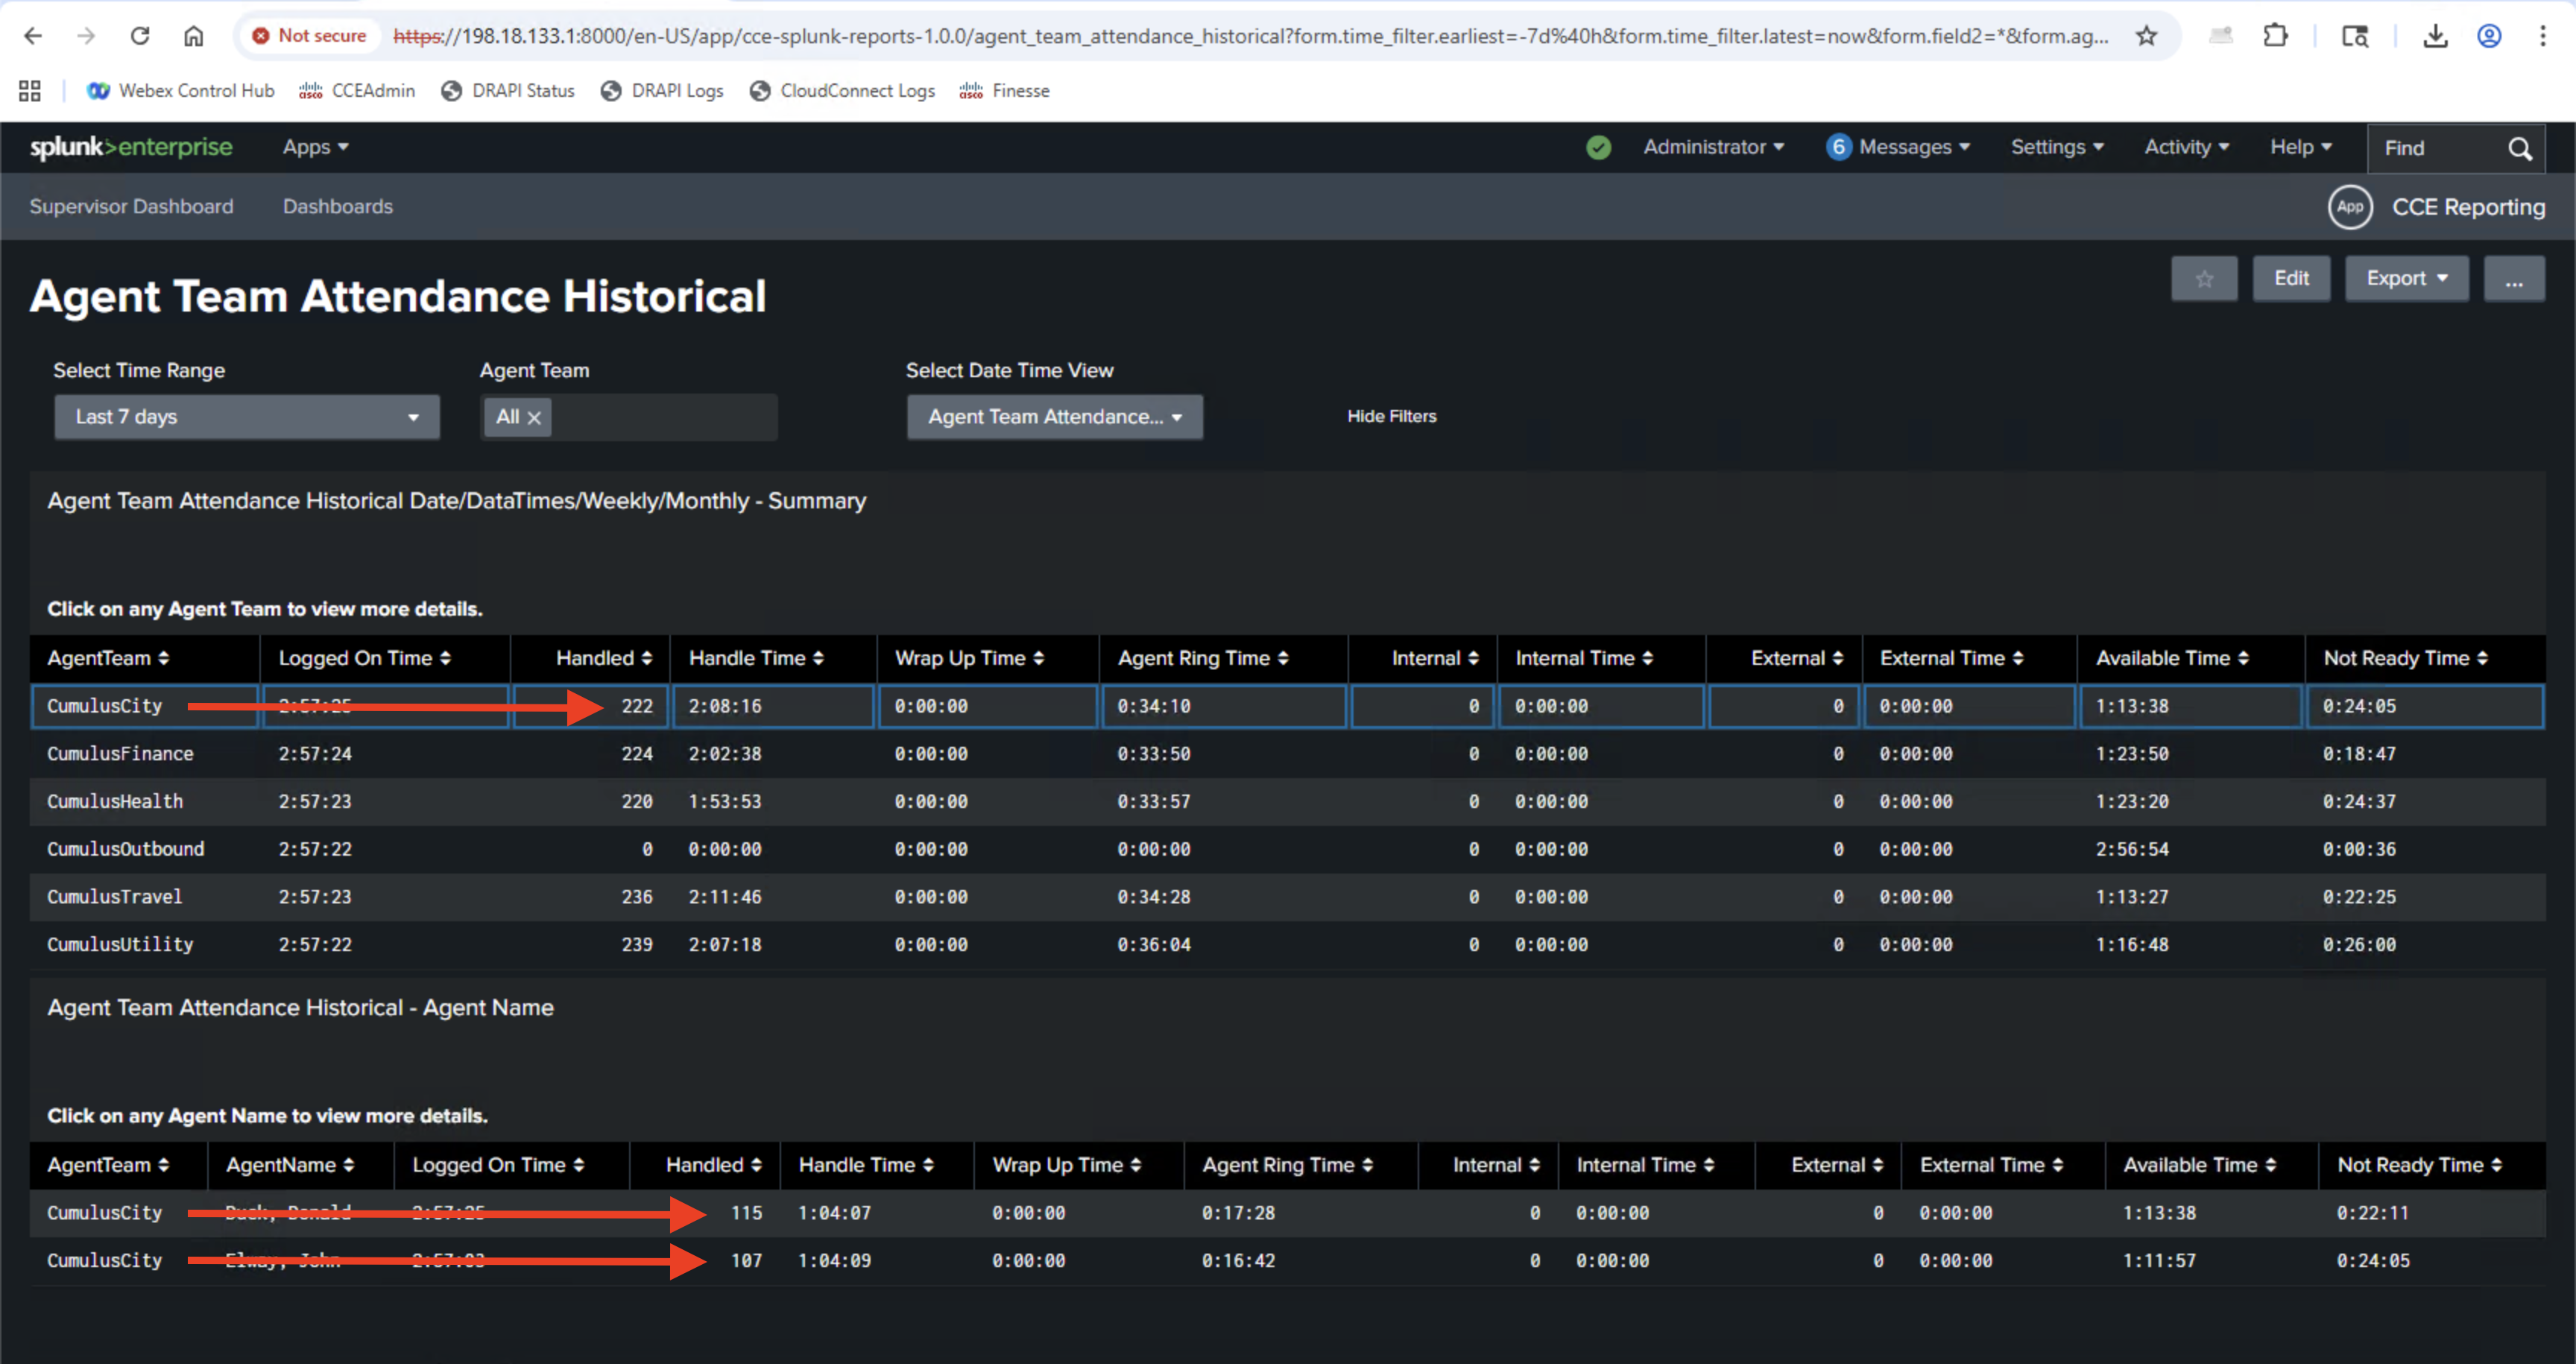 Not secure https://198.18.133.1:8000/en-US/app/cce-splunk-reports-1.0.0/agent_team_attendance_historical?form.time_filter.earliest=-7d%40h&form.time_filter.latest=now&form.field2=*&form.ag...
Webex Control Hub CCEAdmin DRAPI Status DRAPI Logs CloudConnect Logs Finesse
splunk>enterprise Apps Administrator 6 Messages Settings Activity Help Find
Supervisor Dashboard Dashboards App CCE Reporting
Agent Team Attendance Historical
Edit Export ...
Select Time Range Agent Team Select Date Time View
Last 7 days All Agent Team Attendance... Hide Filters
Agent Team Attendance Historical Date/DataTimes/Weekly/Monthly - Summary
Click on any Agent Team to view more details.
AgentTeam Logged On Time Handled Handle Time Wrap Up Time Agent Ring Time Internal Internal Time External External Time Available Time Not Ready Time
CumulusCity 2:57:25 222 2:08:16 0:00:00 0:34:10 0 0:00:00 0 0:00:00 1:13:38 0:24:05
CumulusFinance 2:57:24 224 2:02:38 0:00:00 0:33:50 0 0:00:00 0 0:00:00 1:23:50 0:18:47
CumulusHealth 2:57:23 220 1:53:53 0:00:00 0:33:57 0 0:00:00 0 0:00:00 1:23:20 0:24:37
CumulusOutbound 2:57:22 0 0:00:00 0:00:00 0:00:00 0 0:00:00 0 0:00:00 2:56:54 0:00:36
CumulusTravel 2:57:23 236 2:11:46 0:00:00 0:34:28 0 0:00:00 0 0:00:00 1:13:27 0:22:25
CumulusUtility 2:57:22 239 2:07:18 0:00:00 0:36:04 0 0:00:00 0 0:00:00 1:16:48 0:26:00
Agent Team Attendance Historical - Agent Name
Click on any Agent Name to view more details.
AgentTeam AgentName Logged On Time Handled Handle Time Wrap Up Time Agent Ring Time Internal Internal Time External External Time Available Time Not Ready Time
CumulusCity Duck, Donald 2:57:25 115 1:04:07 0:00:00 0:17:28 0 0:00:00 0 0:00:00 1:13:38 0:22:11
CumulusCity Elway, John 2:57:03 107 1:04:09 0:00:00 0:16:42 0 0:00:00 0 0:00:00 1:11:57 0:24:05